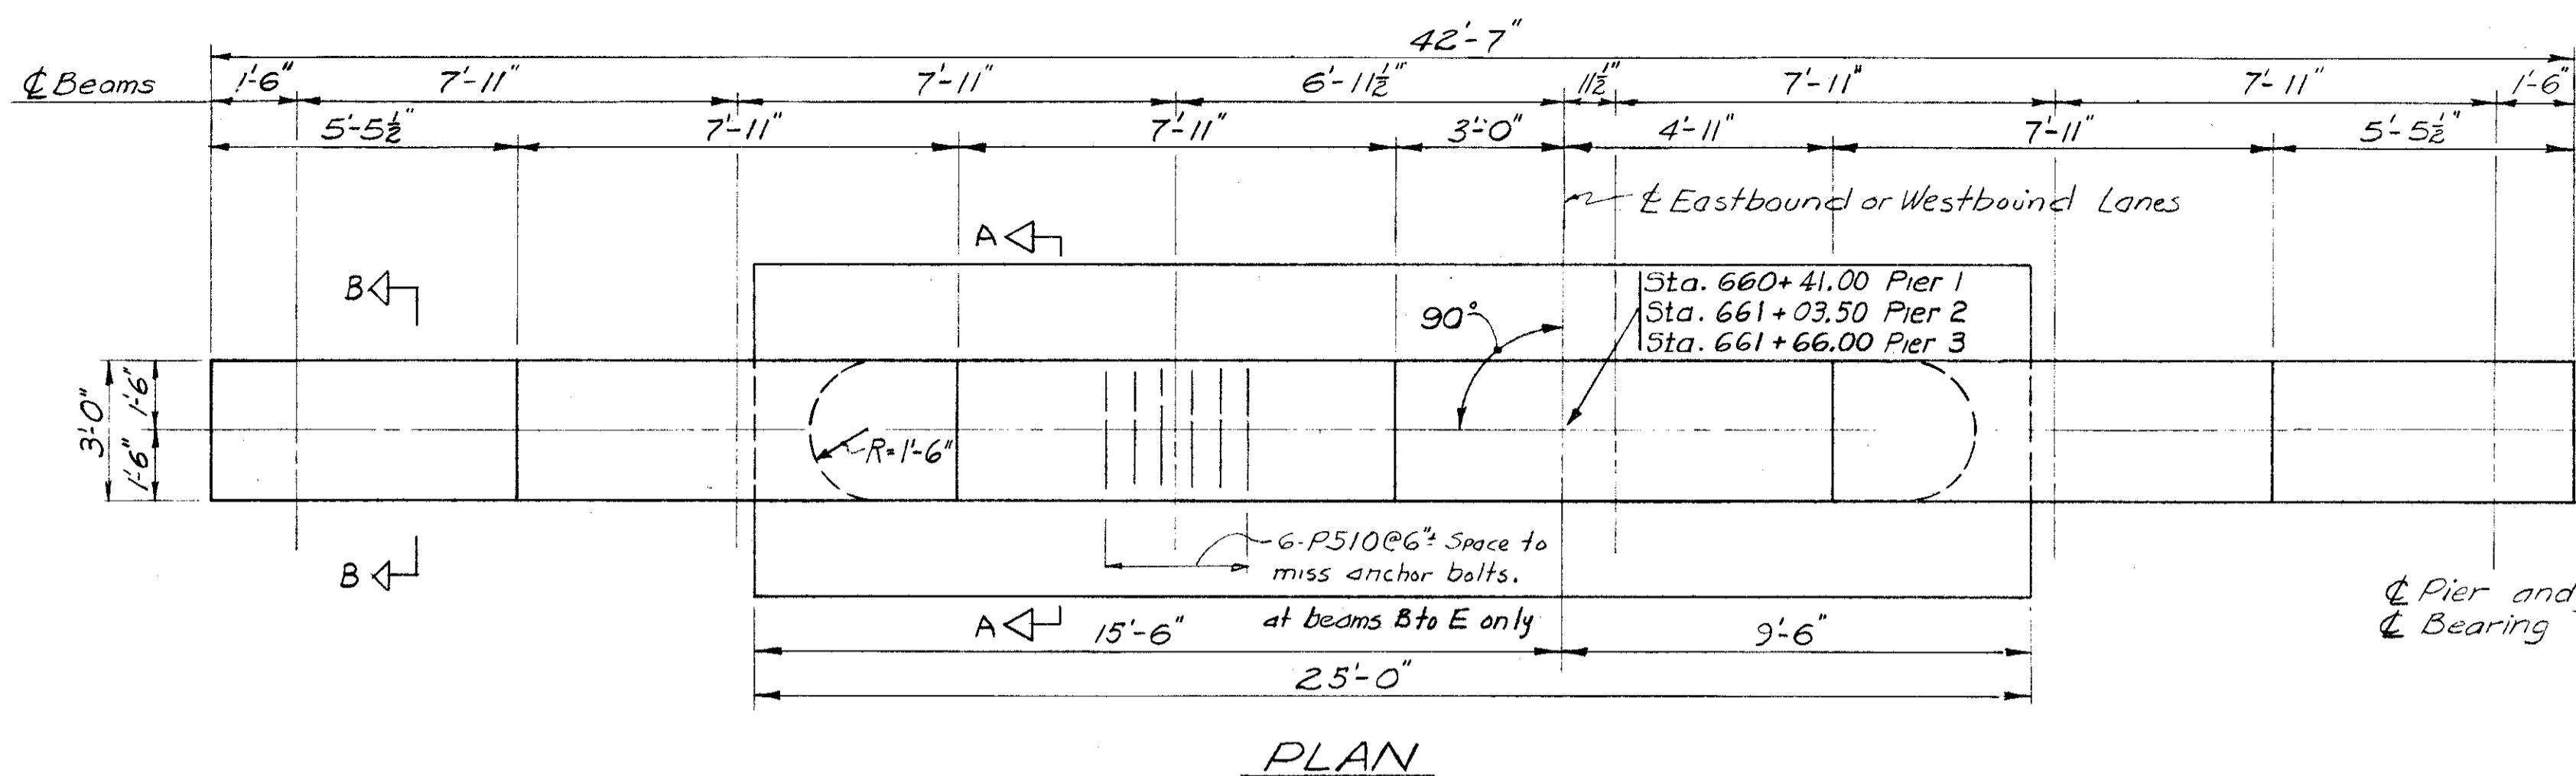 42'-7"
℄ Beams
1'-6" 7'-11" 7'-11" 6'-11½" 11½" 7'-11" 7'-11" 1'-6"
5'-5½" 7'-11" 7'-11" 3'-0" 4'-11" 7'-11" 5'-5½"
℄ Eastbound or Westbound Lanes
A
B
Sta. 660+41.00 Pier 1
Sta. 661+03.50 Pier 2
Sta. 661+66.00 Pier 3
90°
3'-0"
1'-6"
1'-6"
R=1'-6"
6-P510@6"± Space to
miss anchor bolts.
at beams B to E only
B
A
℄ Pier and
℄ Bearing
15'-6" 9'-6"
25'-0"
PLAN